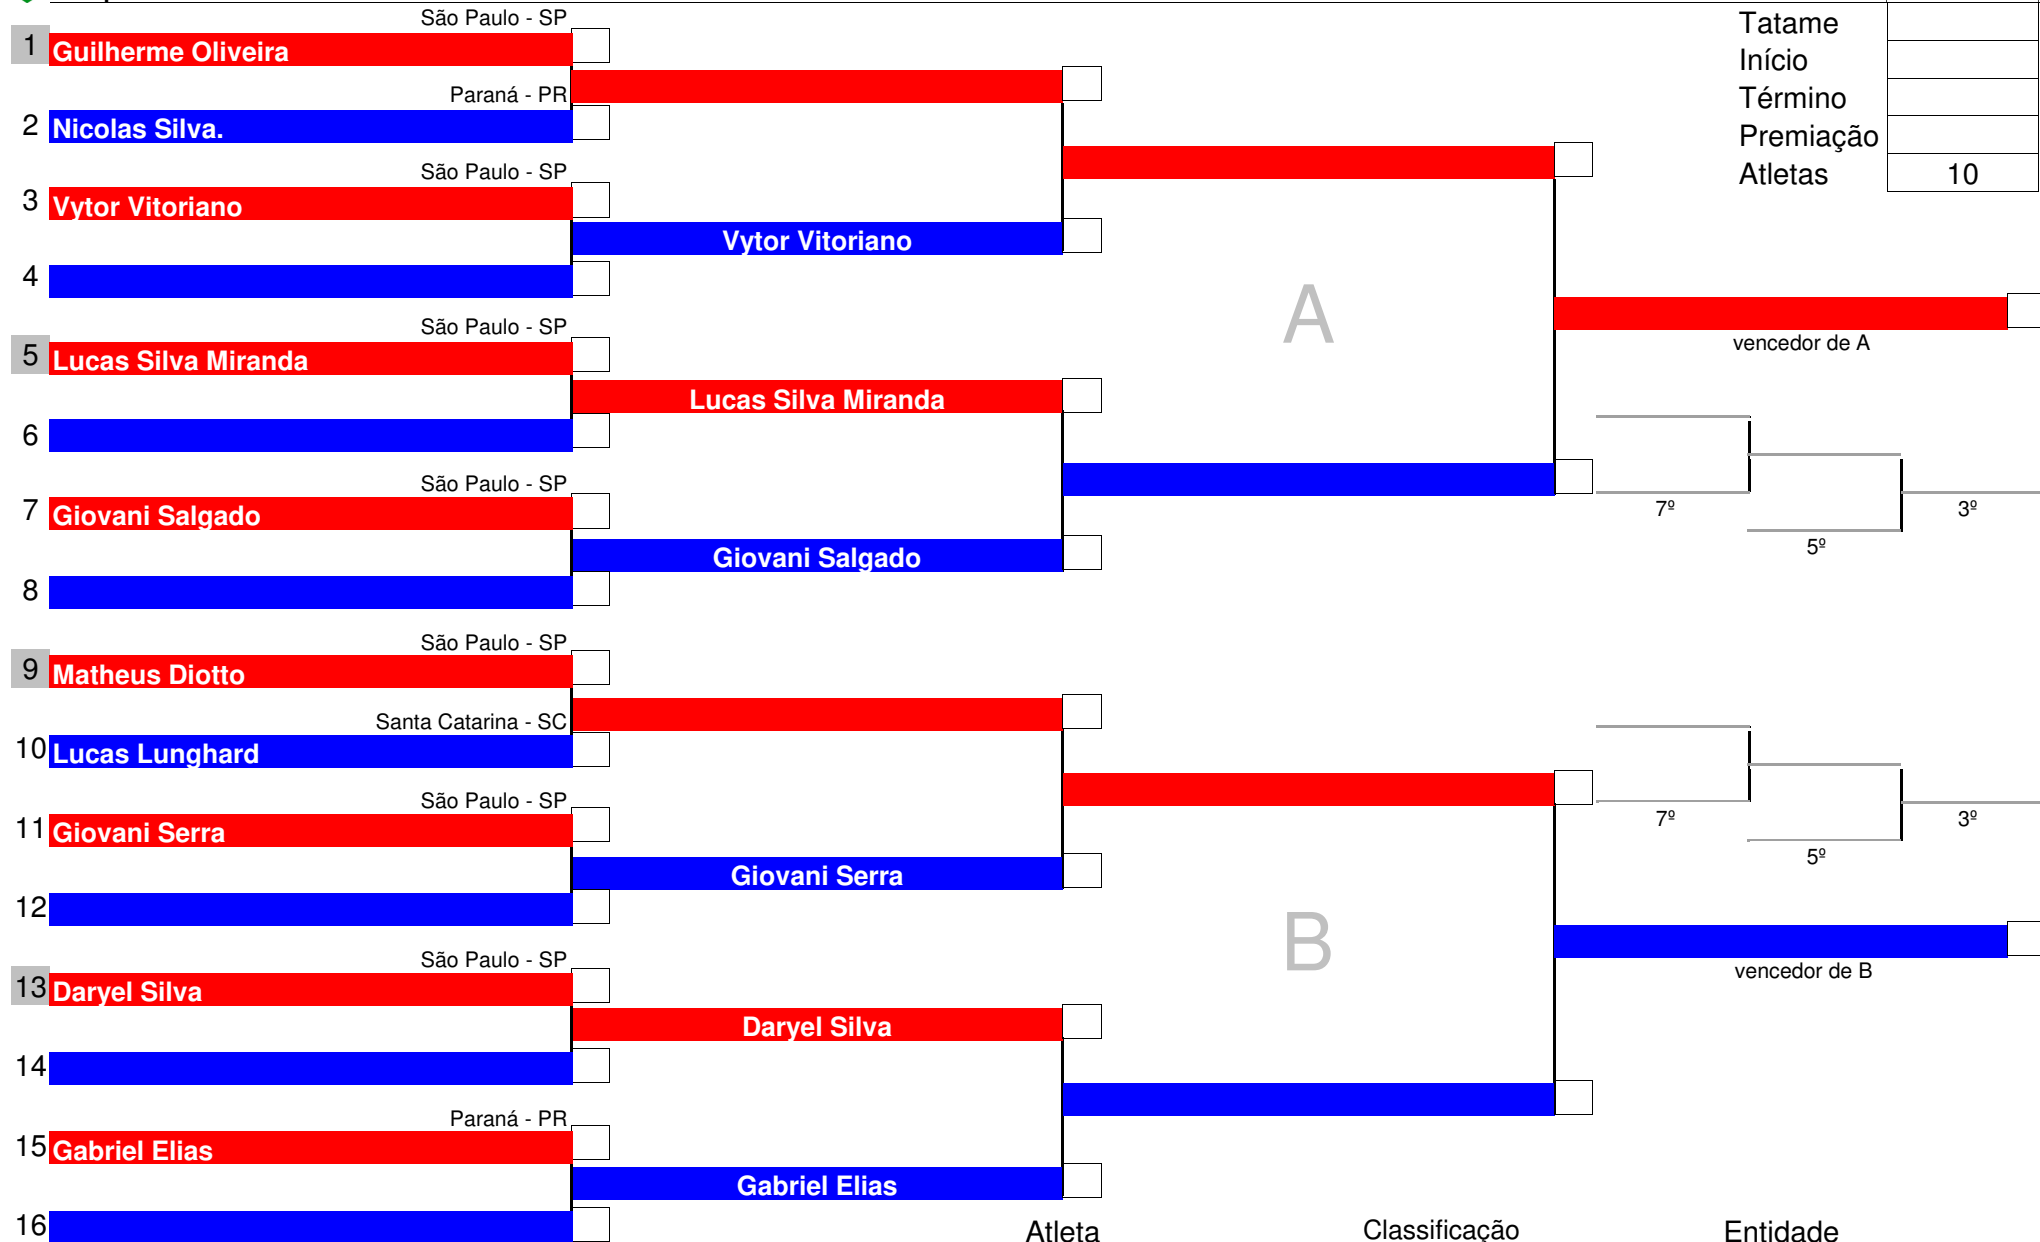 São Paulo - SP
1 Guilherme Oliveira
Paraná - PR
2 Nicolas Silva.
São Paulo - SP
3 Vytor Vitoriano
Vytor Vitoriano
4
São Paulo - SP
5 Lucas Silva Miranda
Lucas Silva Miranda
6
São Paulo - SP
7 Giovani Salgado
Giovani Salgado
8
São Paulo - SP
9 Matheus Diotto
Santa Catarina - SC
10 Lucas Lunghard
São Paulo - SP
11 Giovani Serra
Giovani Serra
12
São Paulo - SP
13 Daryel Silva
Daryel Silva
14
Paraná - PR
15 Gabriel Elias
Gabriel Elias
16
A
B
Tatame
Início
Término
Premiação
Atletas 10
vencedor de A
7º
5º
3º
7º
5º
3º
vencedor de B
Atleta Classificação Entidade